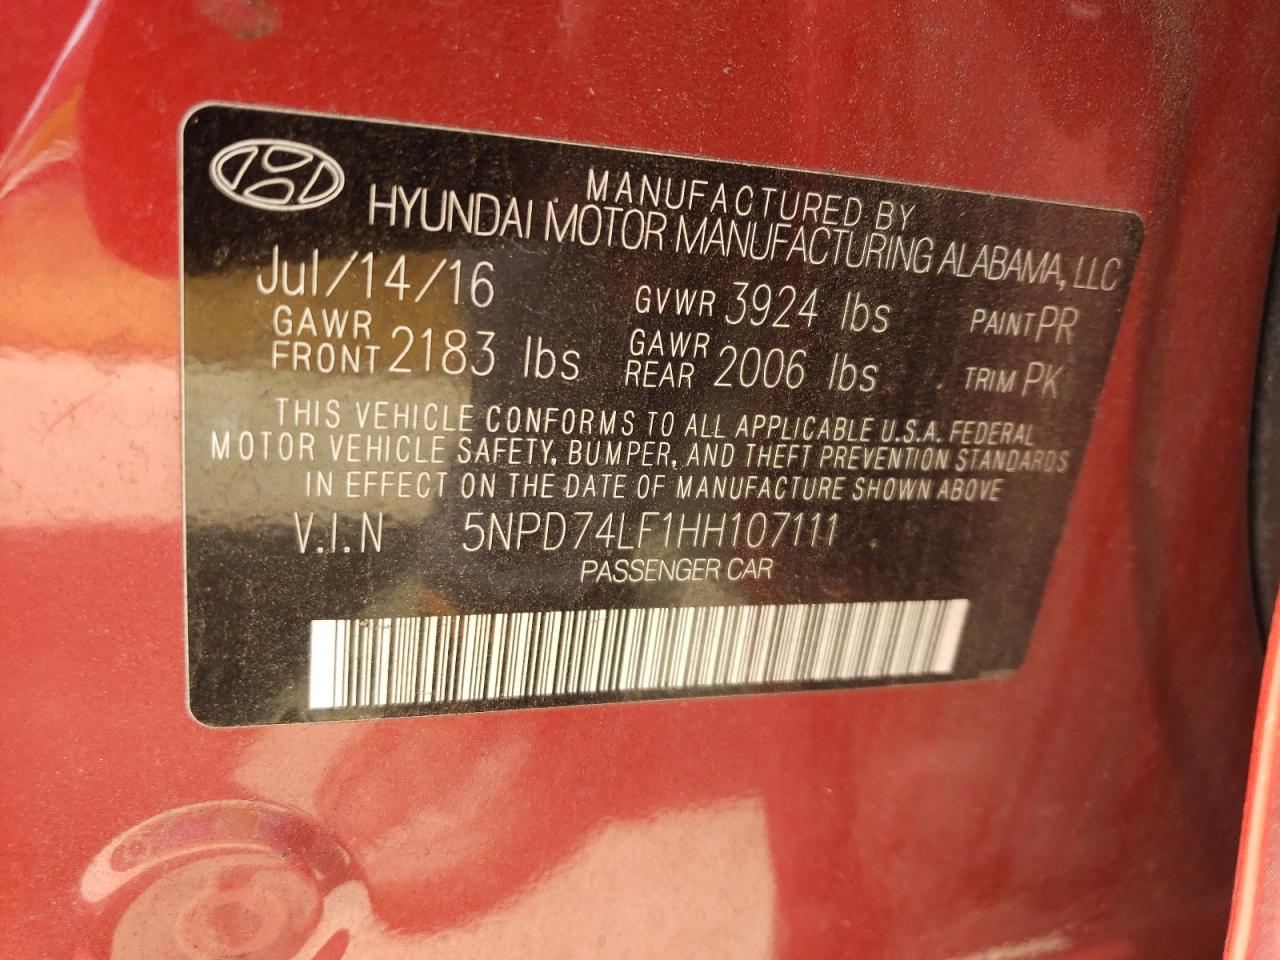 MANUFACTURED BY
HYUNDAI MOTOR MANUFACTURING ALABAMA, LLC
Jul/14/16 GVWR 3924 lbs PAINT PR
GAWR FRONT 2183 lbs GAWR REAR 2006 lbs TRIM PK
THIS VEHICLE CONFORMS TO ALL APPLICABLE U.S.A. FEDERAL
MOTOR VEHICLE SAFETY, BUMPER, AND THEFT PREVENTION STANDARDS
IN EFFECT ON THE DATE OF MANUFACTURE SHOWN ABOVE
V.I.N 5NPD74LF1HH107111
PASSENGER CAR